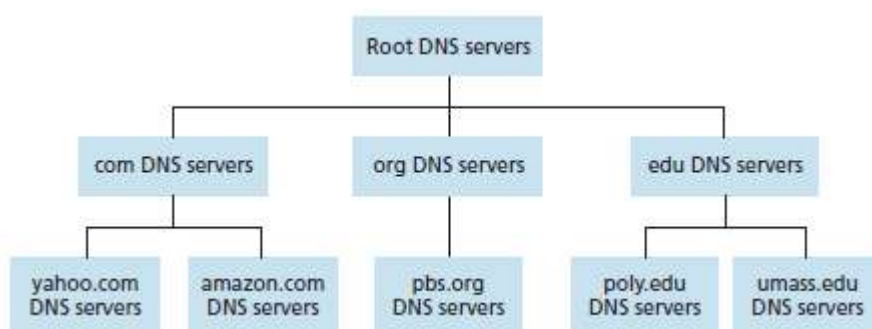 Root DNS servers
com DNS servers
org DNS servers
edu DNS servers
yahoo.com
DNS servers
amazon.com
DNS servers
pbs.org
DNS servers
poly.edu
DNS servers
umass.edu
DNS servers